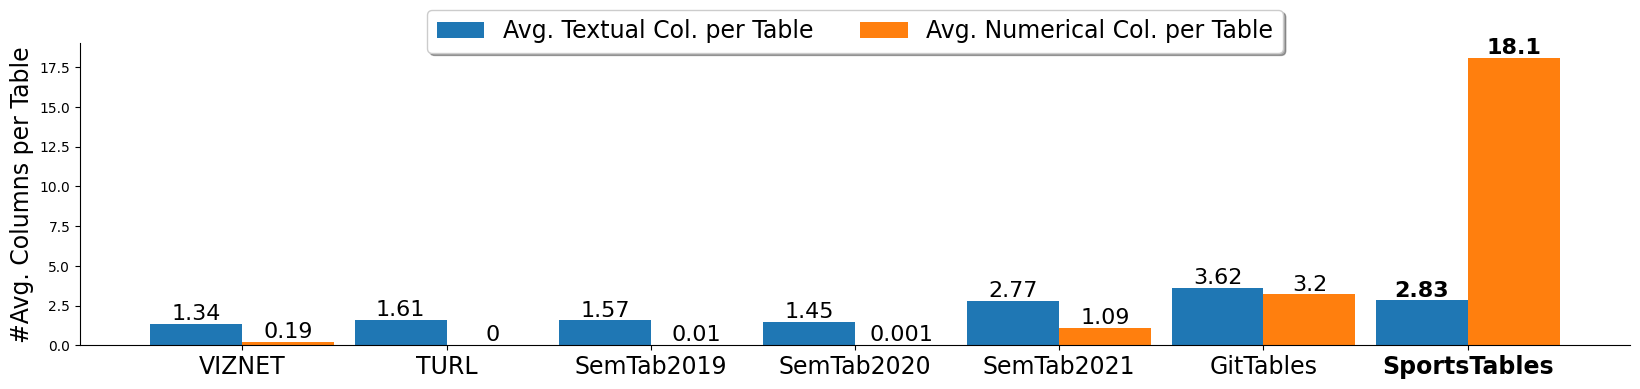 Avg. Textual Col. per Table Avg. Numerical Col. per Table
#Avg. Columns per Table
17.5
15.0
12.5
10.0
7.5
5.0
2.5
0.0
1.34 0.19 1.61 0 1.57 0.01 1.45 0.001 2.77 1.09 3.62 3.2 2.83 18.1
VIZNET TURL SemTab2019 SemTab2020 SemTab2021 GitTables SportsTables